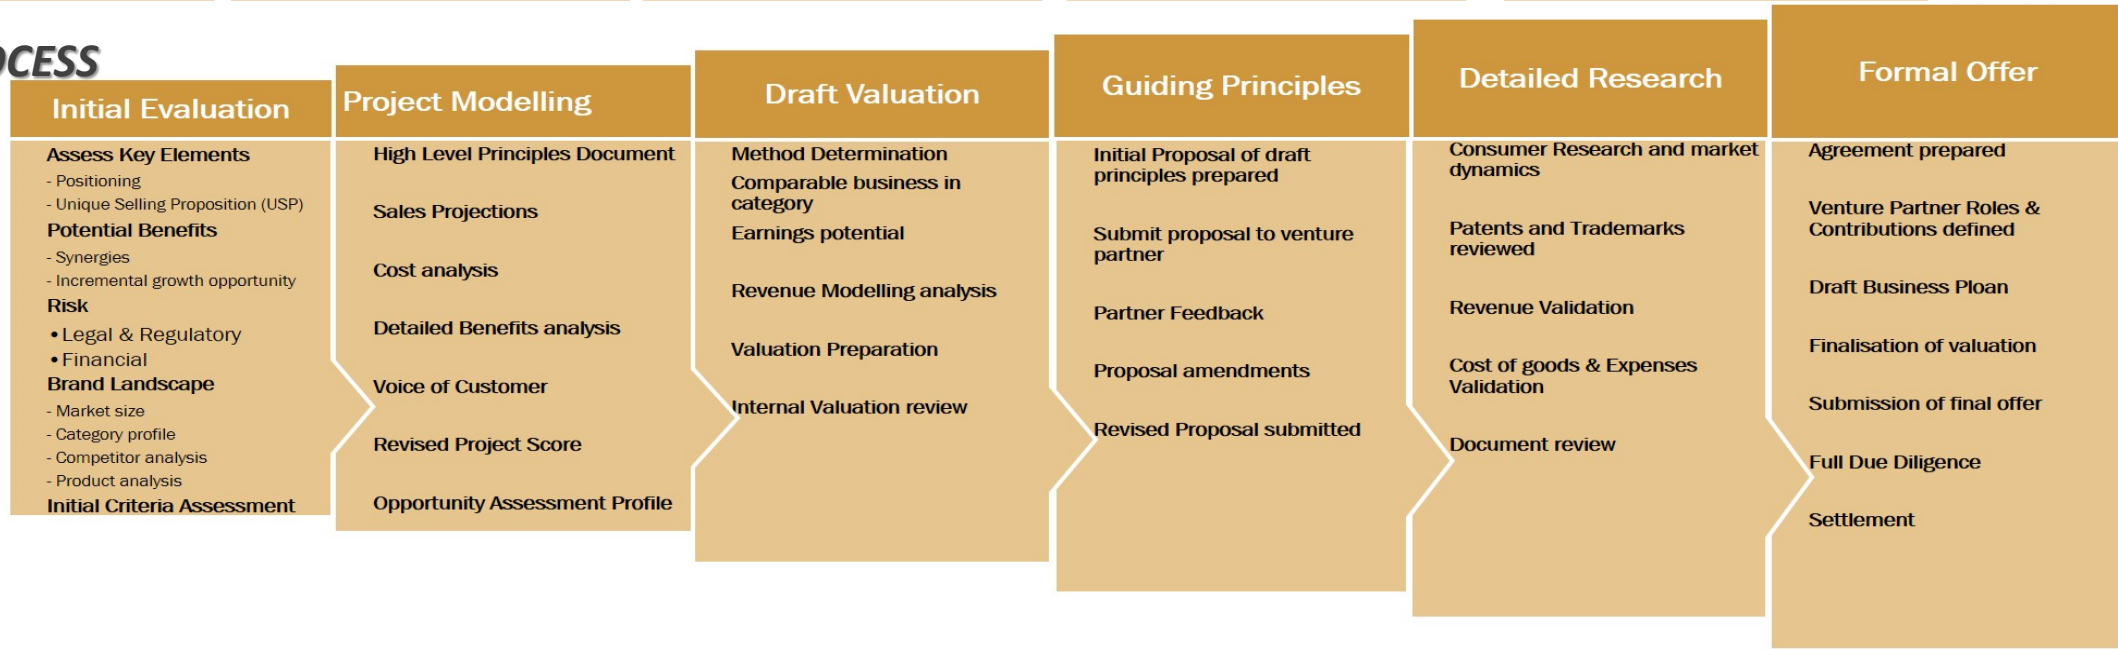 OCESS
Initial Evaluation
Assess Key Elements
- Positioning
- Unique Selling Proposition (USP)
Potential Benefits
- Synergies
- Incremental growth opportunity
Risk
• Legal & Regulatory
• Financial
Brand Landscape
- Market size
- Category profile
- Competitor analysis
- Product analysis
Initial Criteria Assessment
Project Modelling
High Level Principles Document
Sales Projections
Cost analysis
Detailed Benefits analysis
Voice of Customer
Revised Project Score
Opportunity Assessment Profile
Draft Valuation
Method Determination
Comparable business in
category
Earnings potential
Revenue Modelling analysis
Valuation Preparation
Internal Valuation review
Guiding Principles
Initial Proposal of draft
principles prepared
Submit proposal to venture
partner
Partner Feedback
Proposal amendments
Revised Proposal submitted
Detailed Research
Consumer Research and market
dynamics
Patents and Trademarks
reviewed
Revenue Validation
Cost of goods & Expenses
Validation
Document review
Formal Offer
Agreement prepared
Venture Partner Roles &
Contributions defined
Draft Business Ploan
Finalisation of valuation
Submission of final offer
Full Due Diligence
Settlement